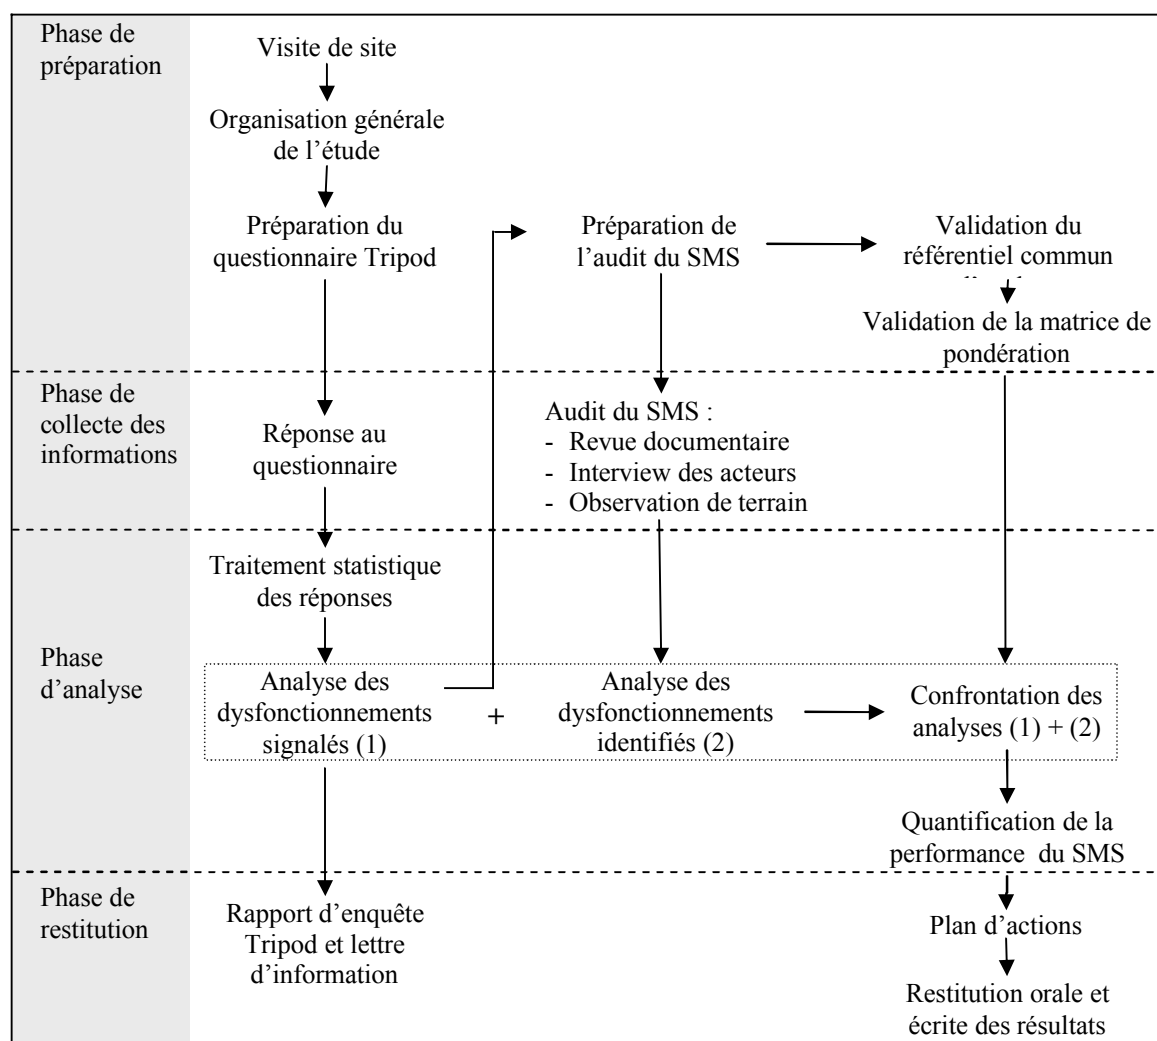 Phase de
préparation
Visite de site
Organisation générale
de l’étude
Préparation du
questionnaire Tripod
Préparation de
l’audit du SMS
Validation du
référentiel commun
Validation de la matrice de
pondération
Phase de
collecte des
informations
Réponse au
questionnaire
Audit du SMS :
- Revue documentaire
- Interview des acteurs
- Observation de terrain
Phase
d’analyse
Traitement statistique
des réponses
Analyse des
dysfonctionnements
signalés (1)
+
Analyse des
dysfonctionnements
identifiés (2)
Confrontation des
analyses (1) + (2)
Quantification de la
performance du SMS
Phase de
restitution
Rapport d’enquête
Tripod et lettre
d’information
Plan d’actions
Restitution orale et
écrite des résultats